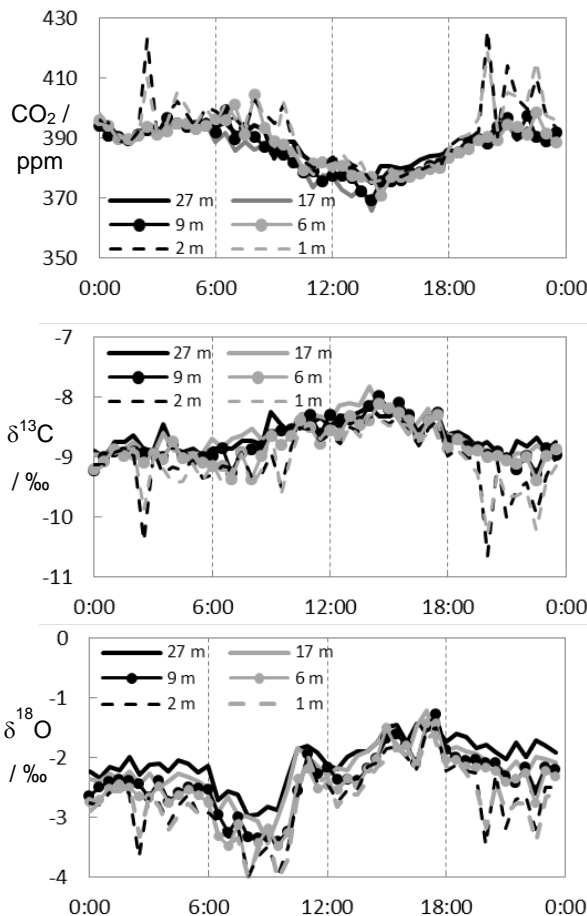 430
410
CO₂ /
390
ppm
370
27 m 17 m
9 m 6 m
2 m 1 m
350
0:00 6:00 12:00 18:00 0:00
-7
27 m 17 m
9 m 6 m
-8
2 m 1 m
δ¹³C
-9
/ ‰
-10
-11
0:00 6:00 12:00 18:00 0:00
0
27 m 17 m
9 m 6 m
-1
2 m 1 m
δ¹⁸O
-2
/ ‰
-3
-4
0:00 6:00 12:00 18:00 0:00